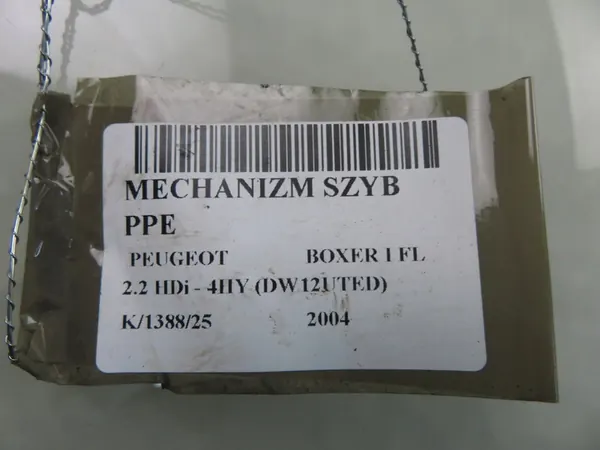 MECHANIZM SZYB
PPE
PEUGEOT BOXER I FL
2.2 HDi - 4HY (DW12UTED)
K/1388/25 2004